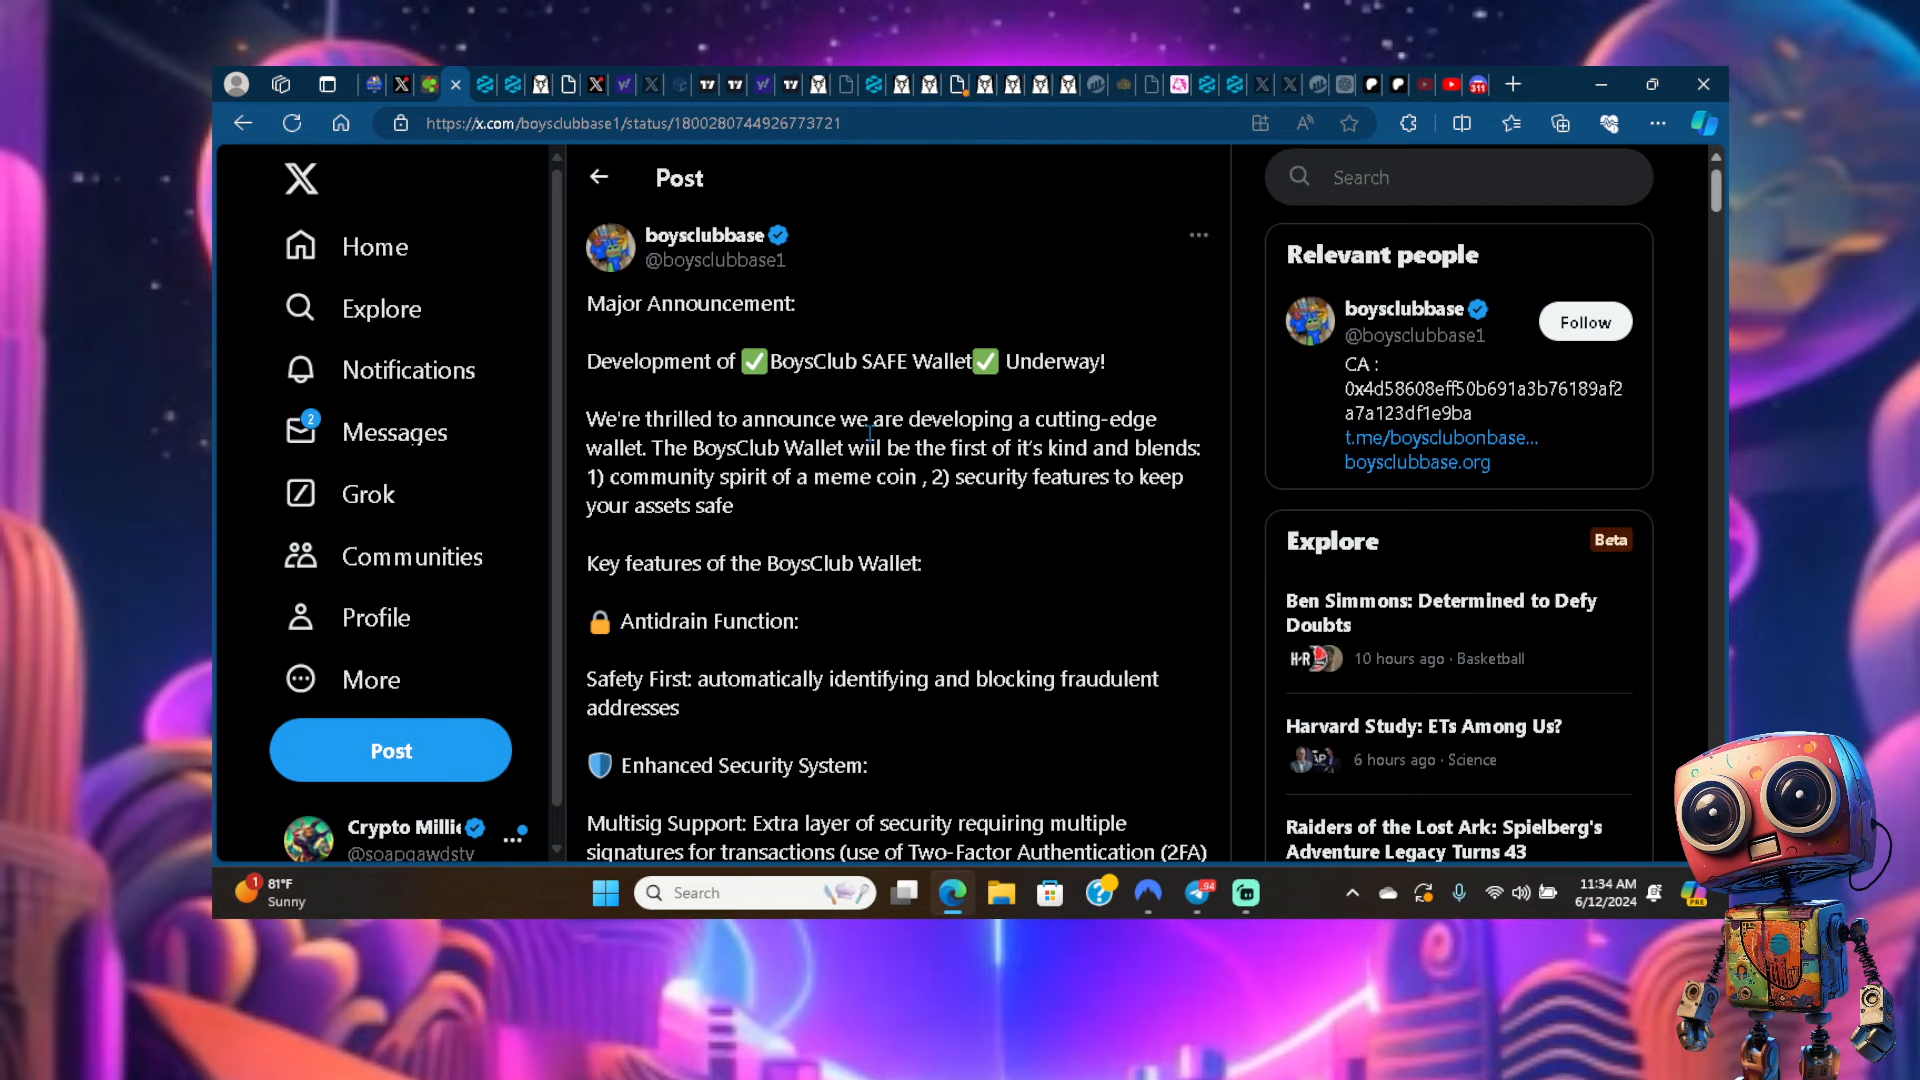 https://x.com/boysclubbase1/status/1800280744926773721
Home
Explore
Notifications
2
Messages
Grok
Communities
Profile
More
Post
Crypto Milli
@soapgawdstv
Post
boysclubbase
@boysclubbase1
Major Announcement:
Development of ✅BoysClub SAFE Wallet✅ Underway!
We're thrilled to announce we are developing a cutting-edge
wallet. The BoysClub Wallet will be the first of it's kind and blends:
1) community spirit of a meme coin , 2) security features to keep
your assets safe
Key features of the BoysClub Wallet:
🔒 Antidrain Function:
Safety First: automatically identifying and blocking fraudulent
addresses
🛡️ Enhanced Security System:
Multisig Support: Extra layer of security requiring multiple
signatures for transactions (use of Two-Factor Authentication (2FA)
Search
Relevant people
boysclubbase
@boysclubbase1
Follow
CA :
0x4d58608eff50b691a3b76189af2
a7a123df1e9ba
t.me/boysclubonbase...
boysclubbase.org
Explore
Beta
Ben Simmons: Determined to Defy
Doubts
10 hours ago · Basketball
Harvard Study: ETs Among Us?
6 hours ago · Science
Raiders of the Lost Ark: Spielberg's
Adventure Legacy Turns 43
1
81°F
Sunny
Search
94
11:34 AM
6/12/2024
PRE
311